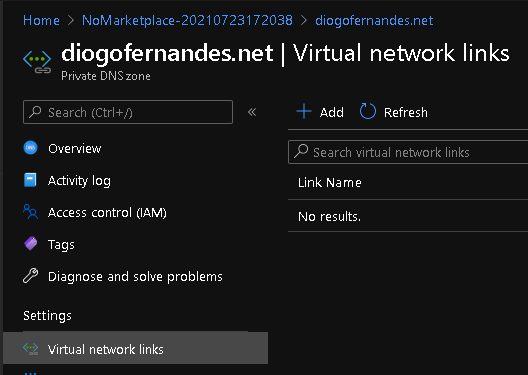 Home > NoMarketplace-20210723172038 > diogofernandes.net
diogofernandes.net | Virtual network links
Private DNS zone
Search (Ctrl+/)
«
Add
Refresh
Overview
Search virtual network links
Activity log
Link Name
Access control (IAM)
No results.
Tags
Diagnose and solve problems
Settings
Virtual network links